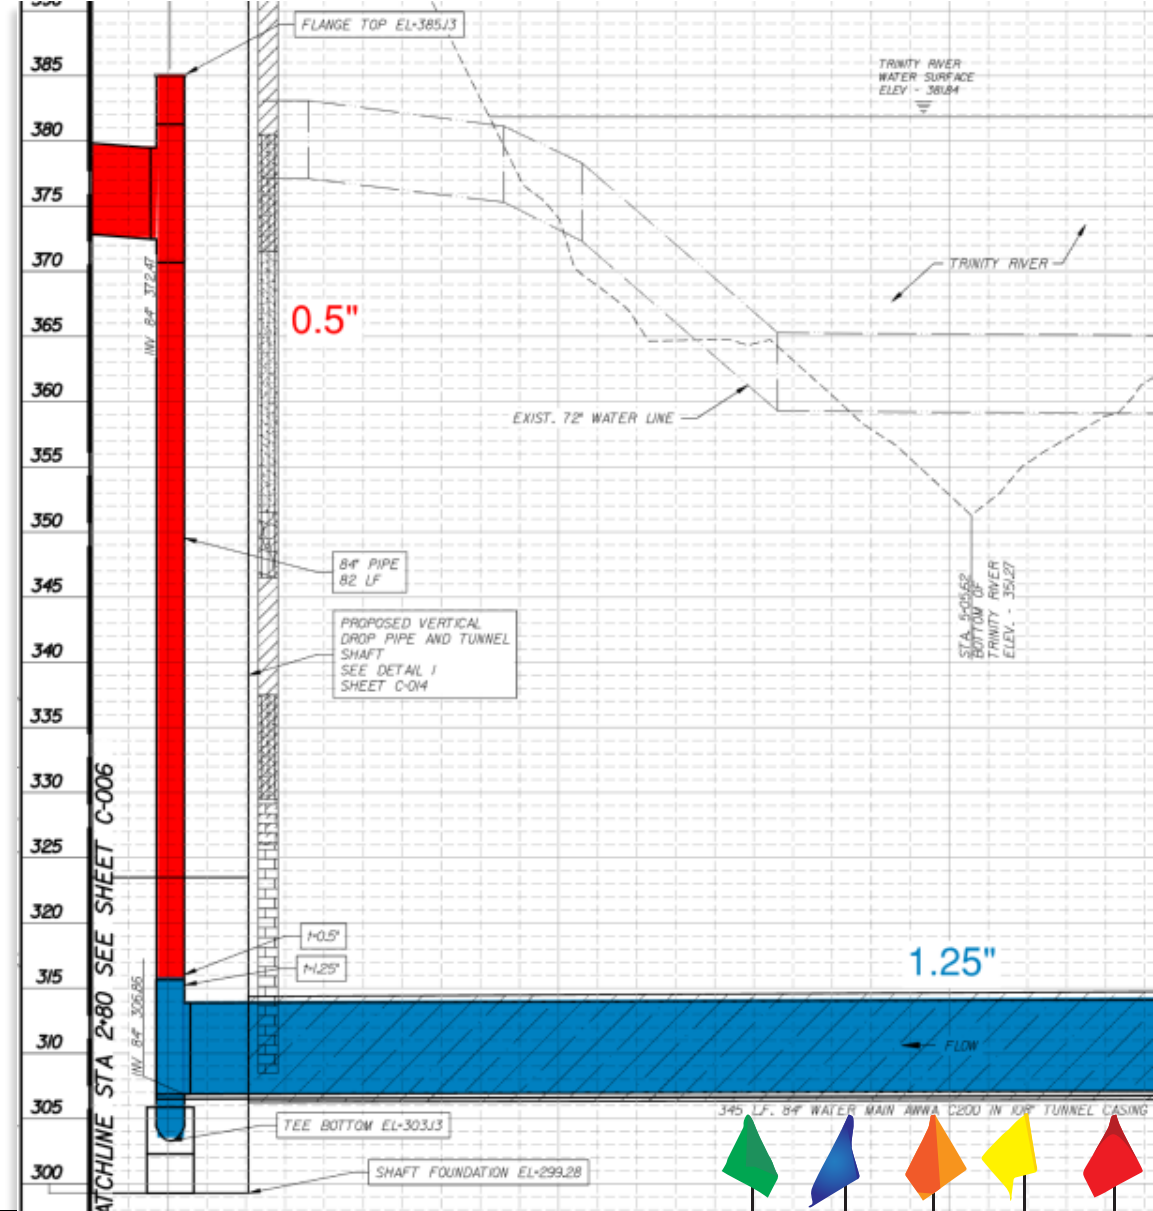 390
385
380
375
370
365
360
355
350
345
340
335
330
325
320
315
310
305
300
FLANGE TOP EL=385.13
TRINITY RIVER
WATER SURFACE
ELEV - 381.84
INV 84" 372.47
0.5"
TRINITY RIVER
EXIST. 72" WATER LINE
84" PIPE
82 LF
PROPOSED VERTICAL
DROP PIPE AND TUNNEL
SHAFT
SEE DETAIL 1
SHEET C-014
STA. 5+05.62
BOTTOM OF
TRINITY RIVER
ELEV. - 351.27
ATCHLINE STA 2+80 SEE SHEET C-006
t=0.5"
t=1.25"
1.25"
INV 84" 306.86
FLOW
345 L.F. 84" WATER MAIN AWWA C200 IN 108" TUNNEL CASING
TEE BOTTOM EL=303.13
SHAFT FOUNDATION EL=299.28